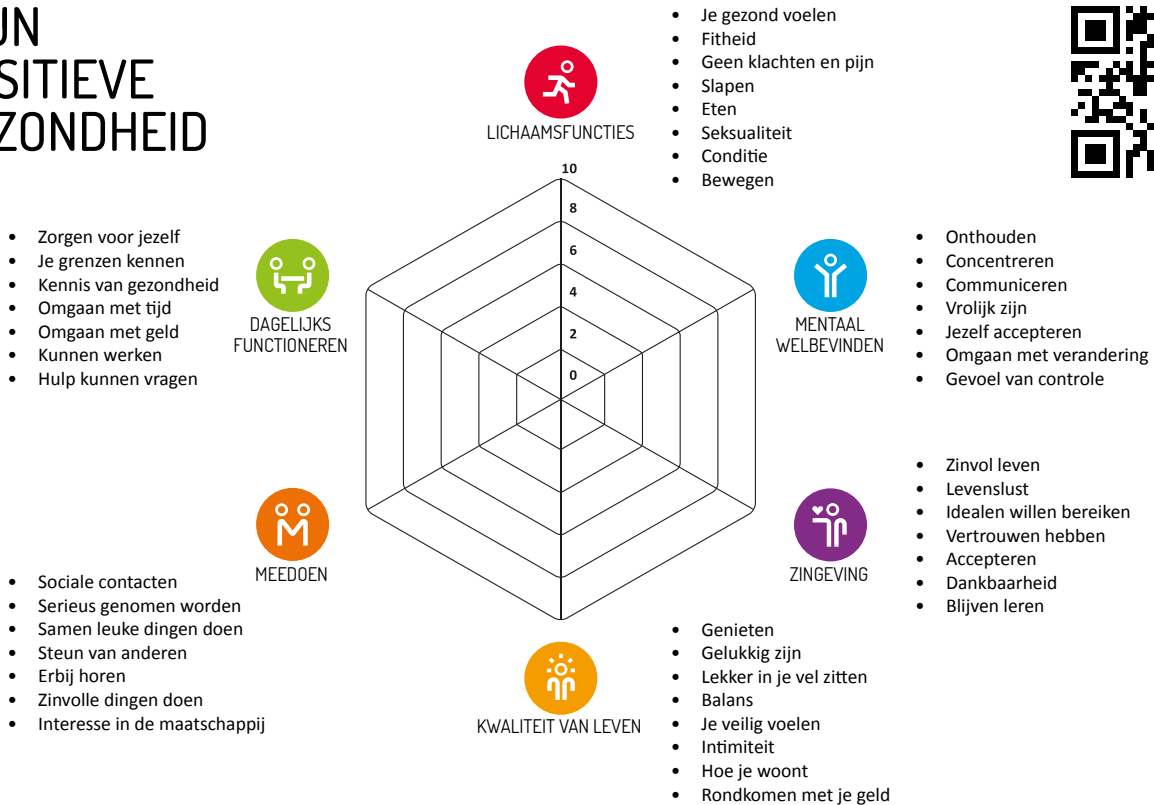 JN
SITIEVE
ZONDHEID
LICHAAMSFUNCTIES
• Je gezond voelen
• Fitheid
• Geen klachten en pijn
• Slapen
• Eten
• Seksualiteit
• Conditie
• Bewegen
10
8
6
4
2
0
• Zorgen voor jezelf
• Je grenzen kennen
• Kennis van gezondheid
• Omgaan met tijd
• Omgaan met geld
• Kunnen werken
• Hulp kunnen vragen
DAGELIJKS
FUNCTIONEREN
MENTAAL
WELBEVINDEN
• Onthouden
• Concentreren
• Communiceren
• Vrolijk zijn
• Jezelf accepteren
• Omgaan met verandering
• Gevoel van controle
MEEDOEN
• Sociale contacten
• Serieus genomen worden
• Samen leuke dingen doen
• Steun van anderen
• Erbij horen
• Zinvolle dingen doen
• Interesse in de maatschappij
ZINGEVING
• Zinvol leven
• Levenslust
• Idealen willen bereiken
• Vertrouwen hebben
• Accepteren
• Dankbaarheid
• Blijven leren
KWALITEIT VAN LEVEN
• Genieten
• Gelukkig zijn
• Lekker in je vel zitten
• Balans
• Je veilig voelen
• Intimiteit
• Hoe je woont
• Rondkomen met je geld